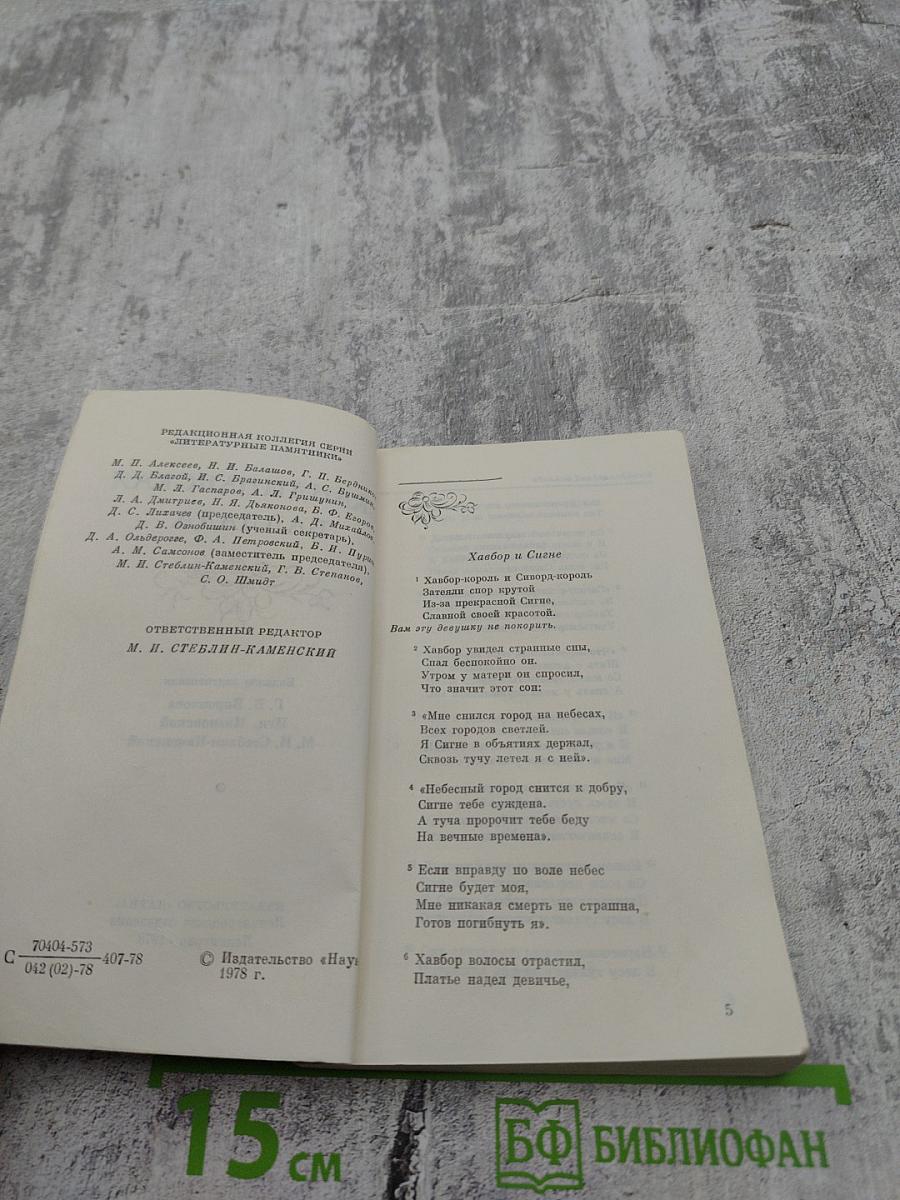 РЕДАКЦИОННАЯ КОЛЛЕГИЯ СЕРИИ
«ЛИТЕРАТУРНЫЕ ПАМЯТНИКИ»
М. П. Алексеев, Н. И. Балашов, Г. П. Бердников,
Д. Д. Благой, И. С. Брагинский, А. С. Бушмин,
М. Л. Гаспаров, А. Л. Гришунин,
Л. А. Дмитриев, Н. Я. Дьяконова, Б. Ф. Егоров,
Д. С. Лихачев (председатель), А. Д. Михайлов,
Д. В. Ознобишин (ученый секретарь),
Д. А. Ольдерогге, Ф. А. Петровский, Б. И. Пуриш
А. М. Самсонов (заместитель председателя),
М. И. Стеблин-Каменский, Г. В. Степанов,
С. О. Шмидт
ОТВЕТСТВЕННЫЙ РЕДАКТОР
М. И. СТЕБЛИН-КАМЕНСКИЙ
С 70404-573
042 (02)-78 407-78
© Издательство «Наук
1978 г.
Хавбор и Сигне
1 Хавбор-король и Сиворд-король
Затеяли спор крутой
Из-за прекрасной Сигне,
Славной своей красотой.
Вам эту девушку не покорить.
2 Хавбор увидел странные сны,
Спал беспокойно он.
Утром у матери он спросил,
Что значит этот сон:
3 «Мне снился город на небесах,
Всех городов светлей.
Я Сигне в объятиях держал,
Сквозь тучу летел я с ней».
4 «Небесный город снится к добру,
Сигне тебе суждена.
А туча пророчит тебе беду
На вечные времена».
5 Если вправду по воле небес
Сигне будет моя,
Мне никакая смерть не страшна,
Готов погибнуть я».
6 Хавбор волосы отрастил,
Платье надел девичье,
5
15 см
БФ БИБЛИОФАН